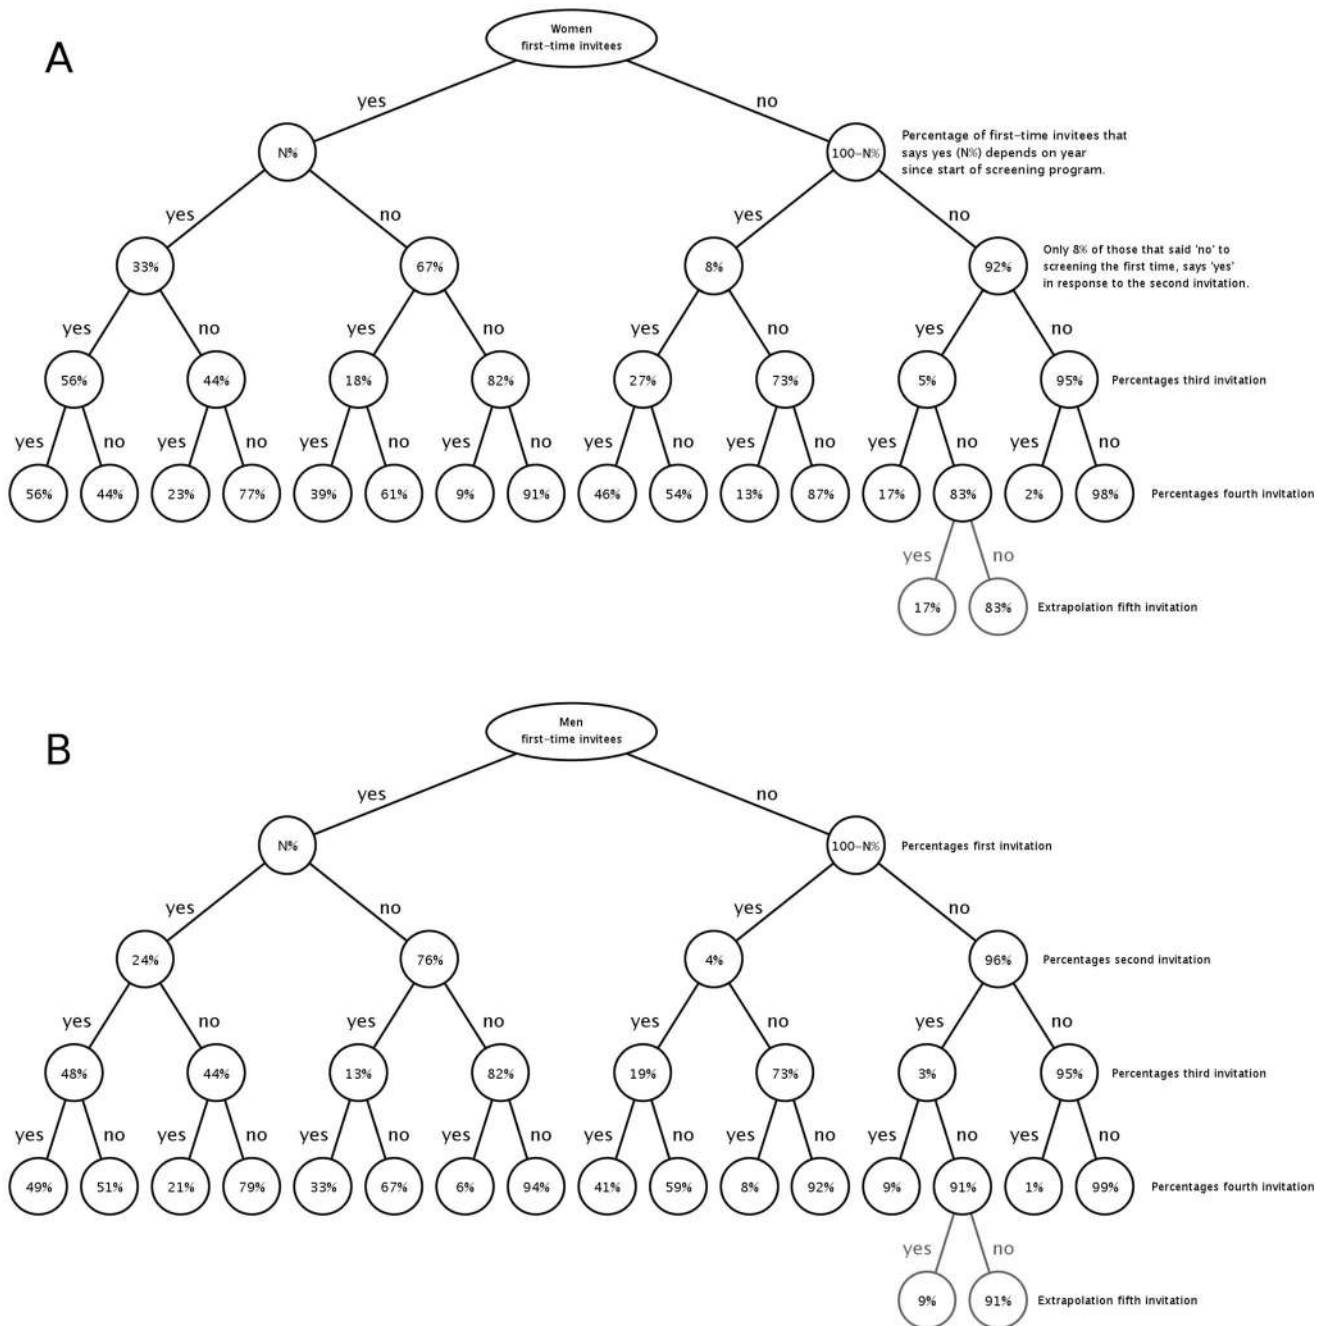 A
Women
first-time invitees
yes
no
N%
100-N%
Percentage of first-time invitees that
says yes (N%) depends on year
since start of screening program.
yes
no
yes
no
33%
67%
8%
92%
Only 8% of those that said 'no' to
screening the first time, says 'yes'
in response to the second invitation.
yes
no
yes
no
yes
no
yes
no
56%
44%
18%
82%
27%
73%
5%
95%
Percentages third invitation
yes
no
yes
no
yes
no
yes
no
yes
no
yes
no
yes
no
yes
no
56%
44%
23%
77%
39%
61%
9%
91%
46%
54%
13%
87%
17%
83%
2%
98%
Percentages fourth invitation
yes
no
17%
83%
Extrapolation fifth invitation
B
Men
first-time invitees
yes
no
N%
100-N%
Percentages first invitation
yes
no
yes
no
24%
76%
4%
96%
Percentages second invitation
yes
no
yes
no
yes
no
yes
no
48%
44%
13%
82%
19%
73%
3%
95%
Percentages third invitation
yes
no
yes
no
yes
no
yes
no
yes
no
yes
no
yes
no
yes
no
49%
51%
21%
79%
33%
67%
6%
94%
41%
59%
8%
92%
9%
91%
1%
99%
Percentages fourth invitation
yes
no
9%
91%
Extrapolation fifth invitation